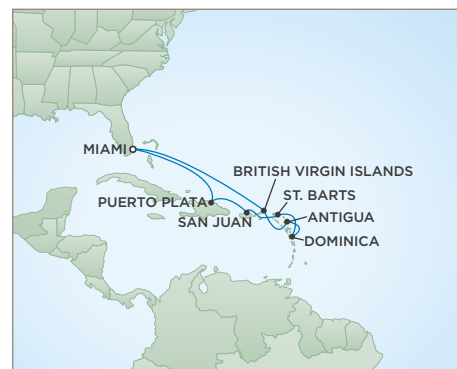 MIAMI
BRITISH VIRGIN ISLANDS
ST. BARTS
PUERTO PLATA
ANTIGUA
SAN JUAN
DOMINICA